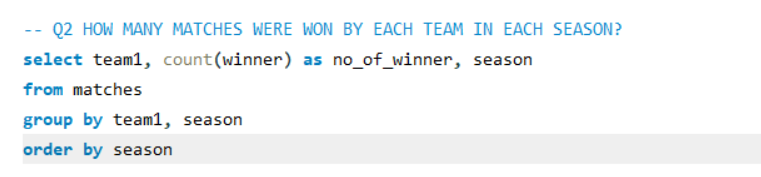 -- Q2 HOW MANY MATCHES WERE WON BY EACH TEAM IN EACH SEASON?
select team1, count(winner) as no_of_winner, season
from matches
group by team1, season
order by season